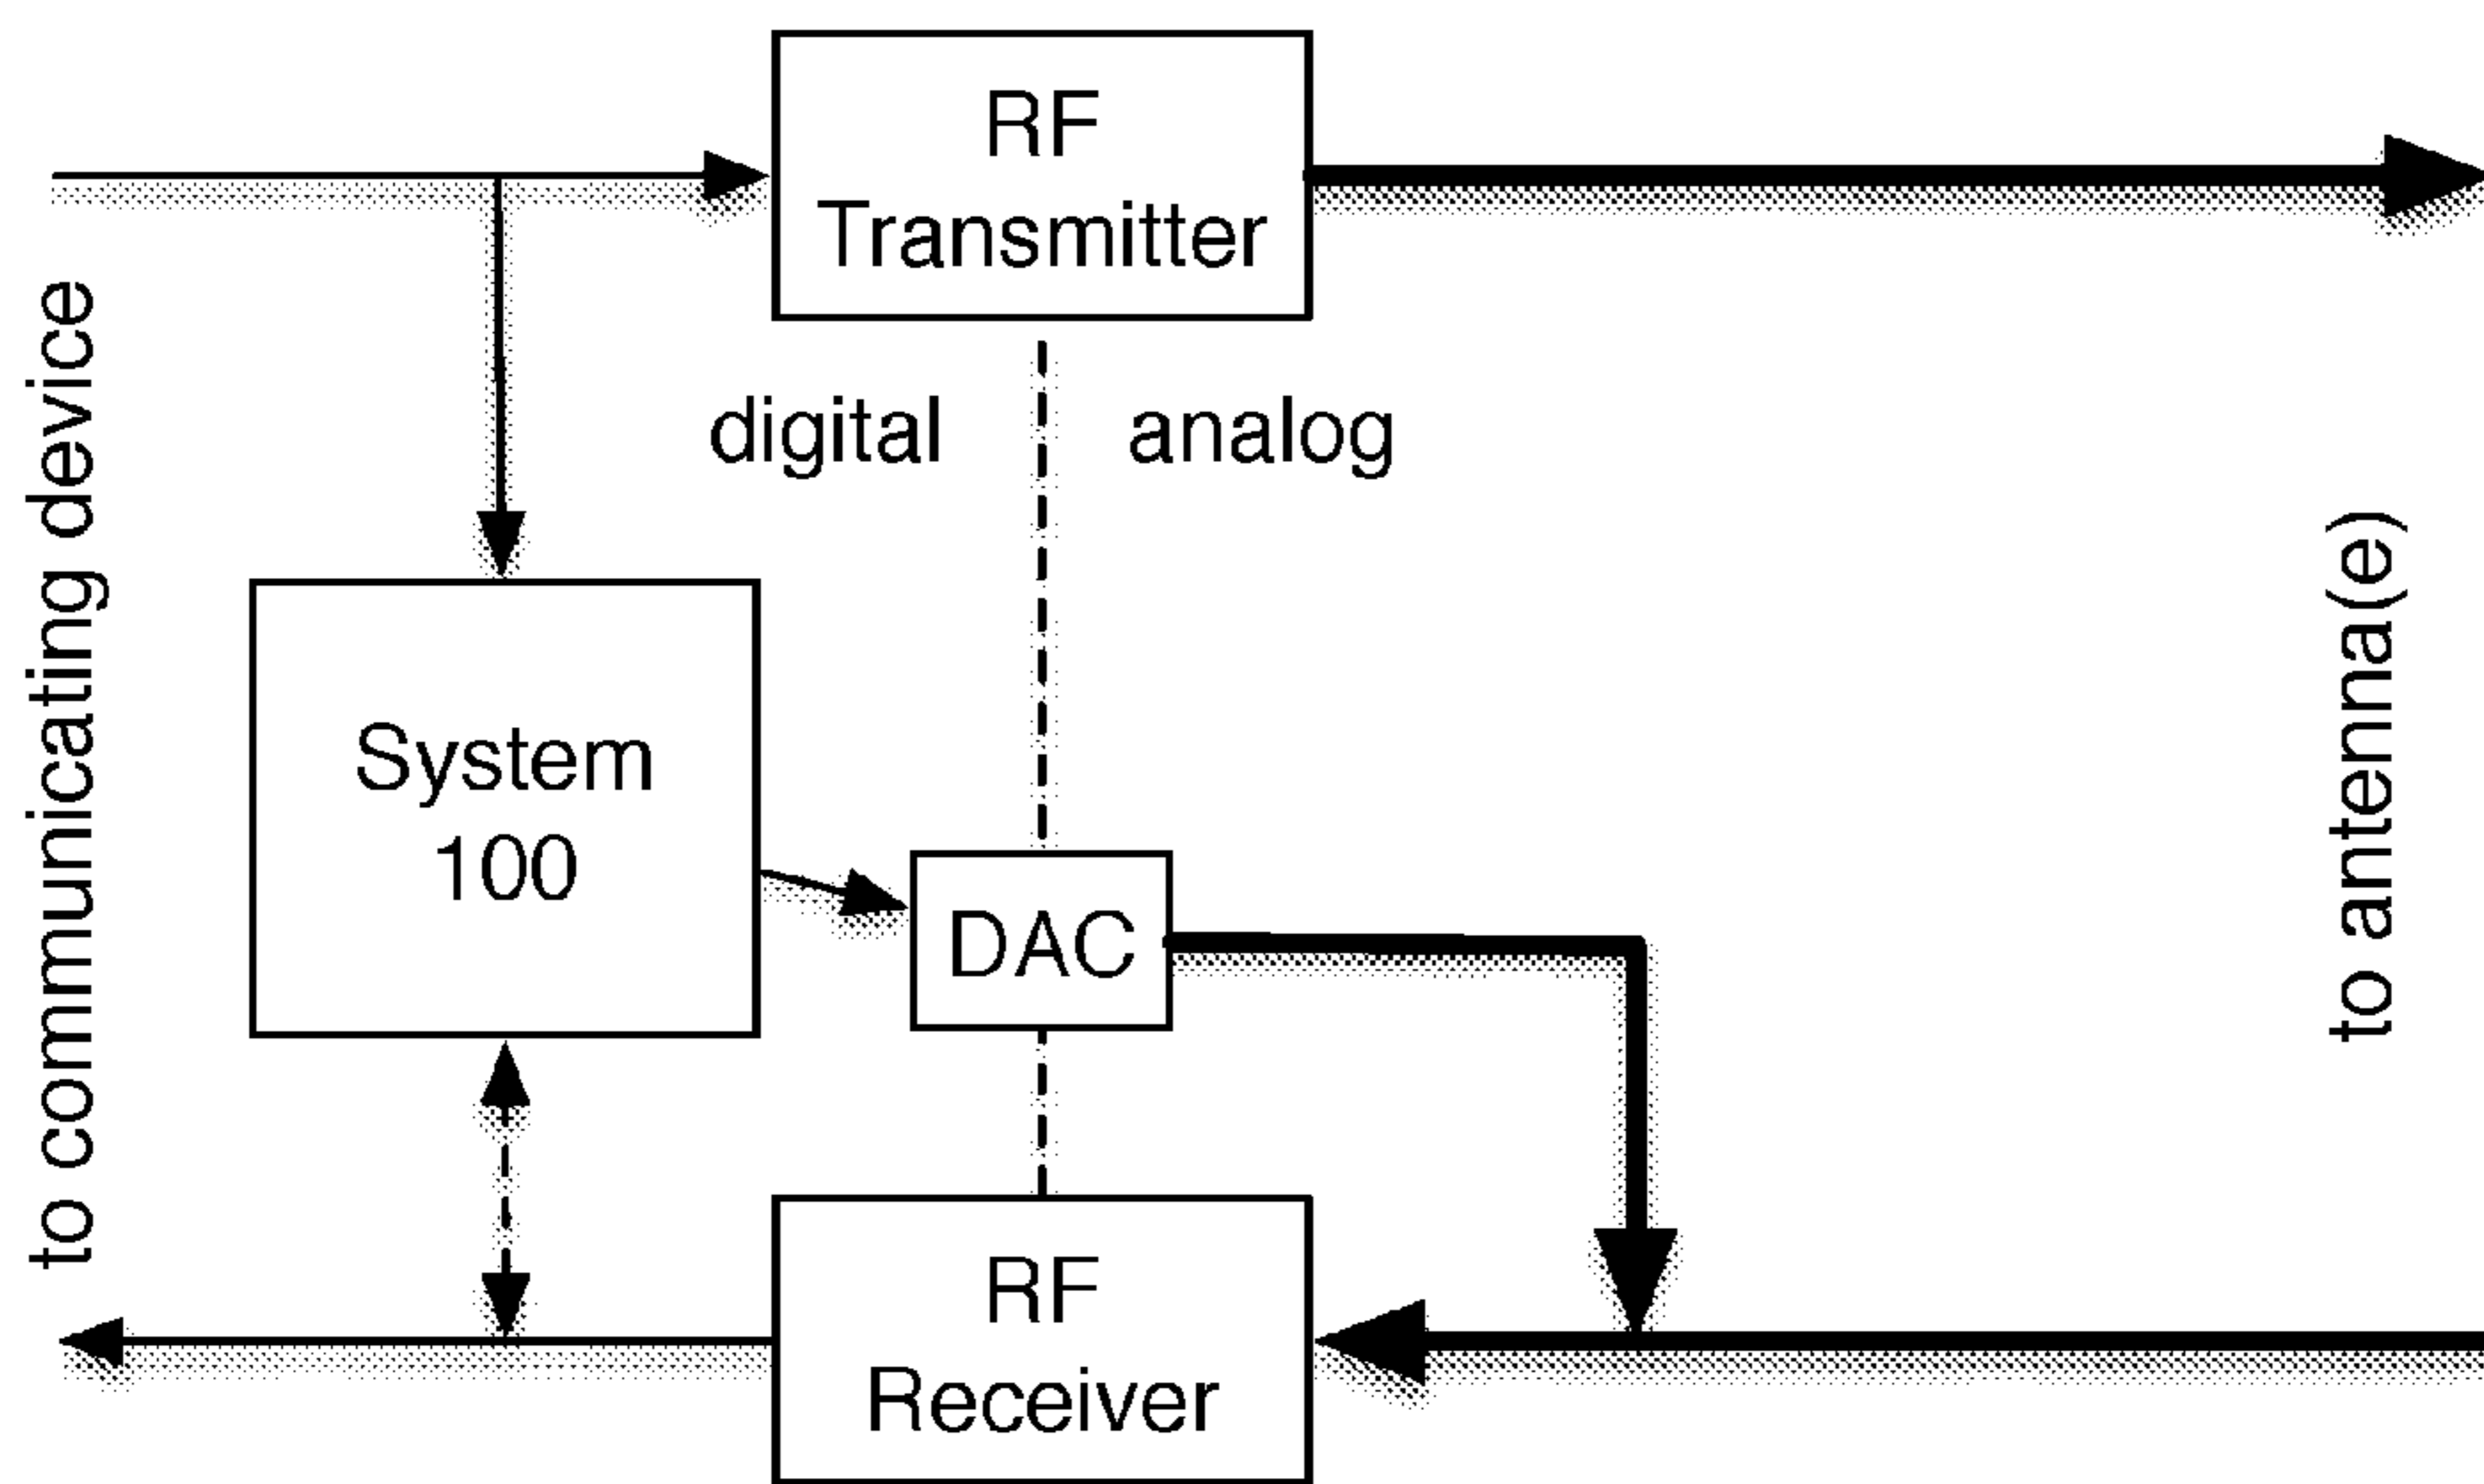 RF
Transmitter
digital
analog
to communicating device
System
100
DAC
to antenna(e)
RF
Receiver